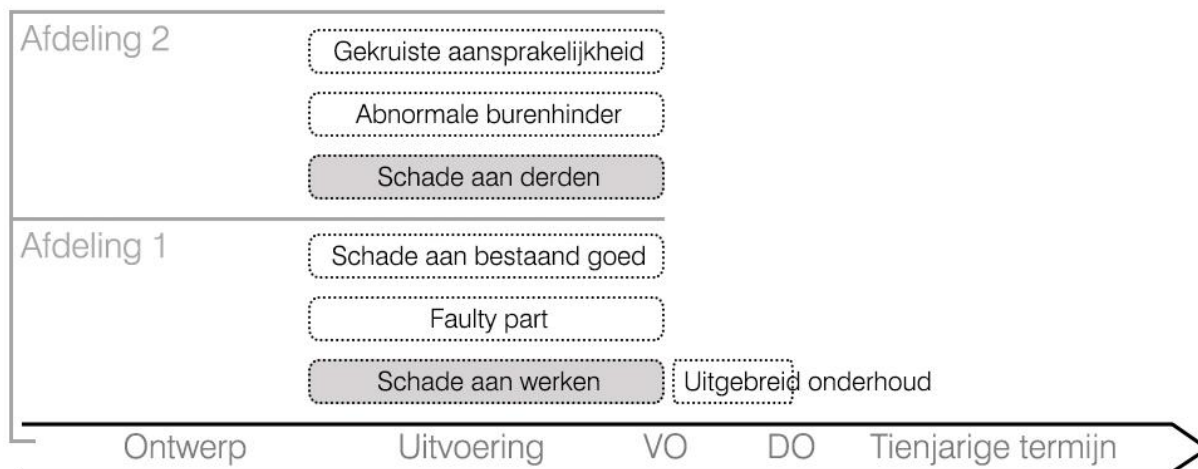 Afdeling 2
Gekruiste aansprakelijkheid
Abnormale burenhinder
Schade aan derden
Afdeling 1
Schade aan bestaand goed
Faulty part
Schade aan werken
Uitgebreid onderhoud
Ontwerp
Uitvoering
VO
DO
Tienjarige termijn